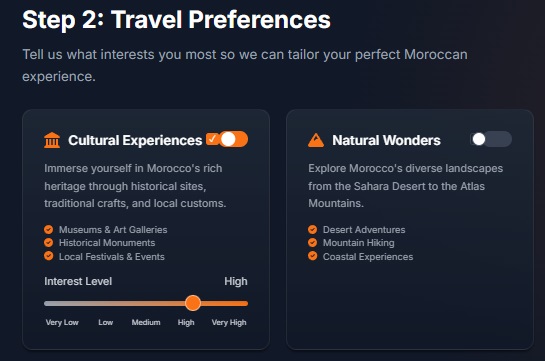 Step 2: Travel Preferences
Tell us what interests you most so we can tailor your perfect Moroccan
experience.
Cultural Experiences
Immerse yourself in Morocco's rich
heritage through historical sites,
traditional crafts, and local customs.
Museums & Art Galleries
Historical Monuments
Local Festivals & Events
Interest Level High
Very Low Low Medium High Very High
Natural Wonders
Explore Morocco's diverse landscapes
from the Sahara Desert to the Atlas
Mountains.
Desert Adventures
Mountain Hiking
Coastal Experiences